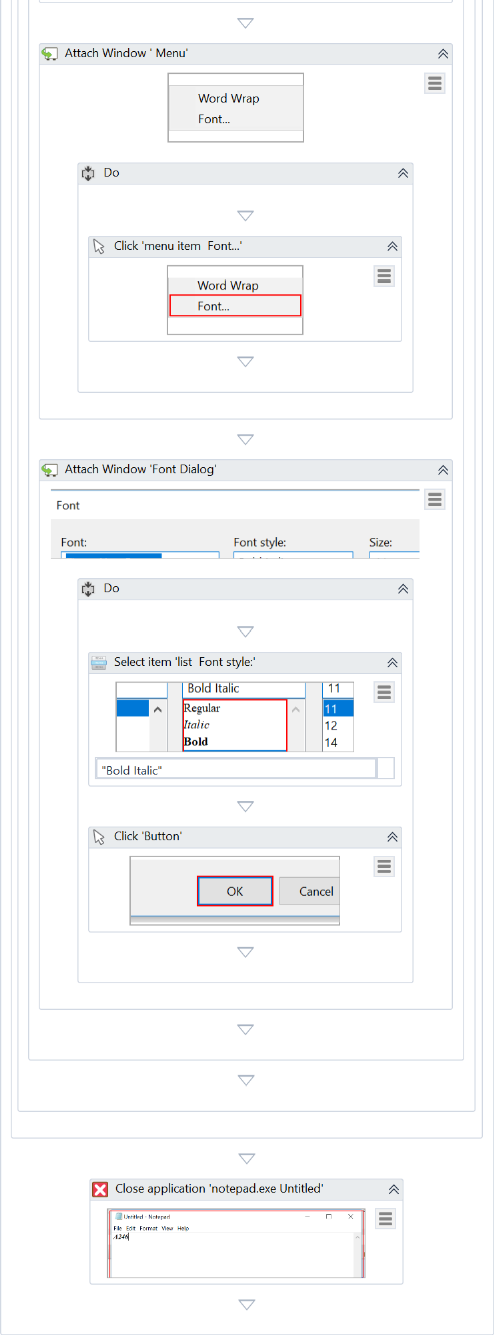 Attach Window ' Menu'
Word Wrap
Font...
Do
Click 'menu item  Font...'
Word Wrap
Font...
Attach Window 'Font Dialog'
Font
Font: Font style: Size:
Do
Select item 'list  Font style:'
Bold Italic 11
Regular 11
Italic 12
Bold 14
"Bold Italic"
Click 'Button'
OK Cancel
Close application 'notepad.exe Untitled'
Untitled - Notepad
File Edit Format View Help
A246